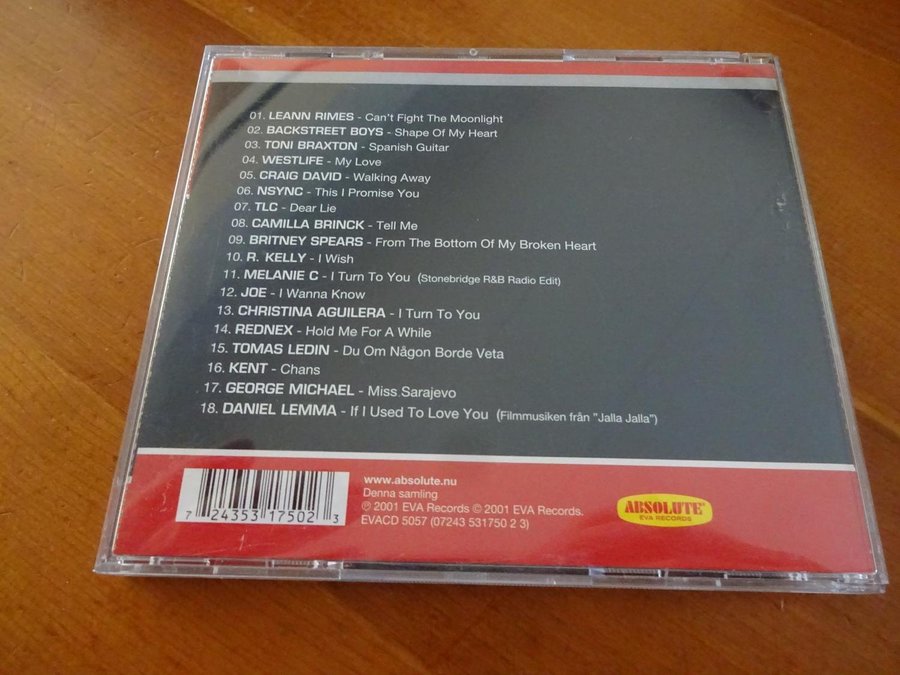 01. LEANN RIMES - Can't Fight The Moonlight
02. BACKSTREET BOYS - Shape Of My Heart
03. TONI BRAXTON - Spanish Guitar
04. WESTLIFE - My Love
05. CRAIG DAVID - Walking Away
06. NSYNC - This I Promise You
07. TLC - Dear Lie
08. CAMILLA BRINCK - Tell Me
09. BRITNEY SPEARS - From The Bottom Of My Broken Heart
10. R. KELLY - I Wish
11. MELANIE C - I Turn To You (Stonebridge R&B Radio Edit)
12. JOE - I Wanna Know
13. CHRISTINA AGUILERA - I Turn To You
14. REDNEX - Hold Me For A While
15. TOMAS LEDIN - Du Om Någon Borde Veta
16. KENT - Chans
17. GEORGE MICHAEL - Miss Sarajevo
18. DANIEL LEMMA - If I Used To Love You (Filmmusiken från "Jalla Jalla")
7 24353 17502 3
www.absolute.nu
Denna samling
℗ 2001 EVA Records © 2001 EVA Records.
EVACD 5057 (07243 531750 2 3)
ABSOLUTE
EVA RECORDS